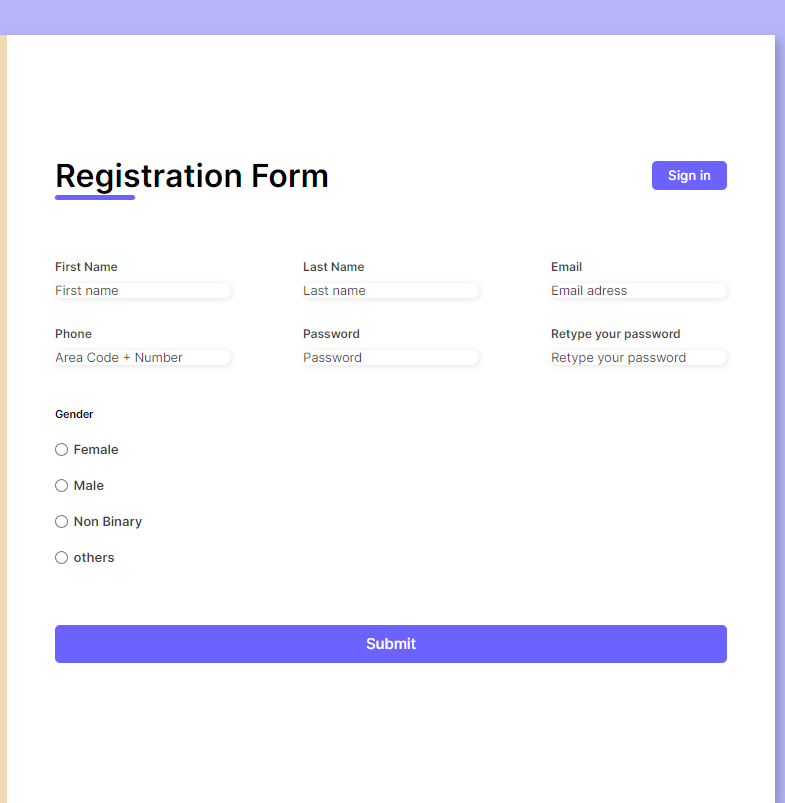 Registration Form
Sign in
First Name
Last Name
Email
First name
Last name
Email adress
Phone
Password
Retype your password
Area Code + Number
Password
Retype your password
Gender
Female
Male
Non Binary
others
Submit